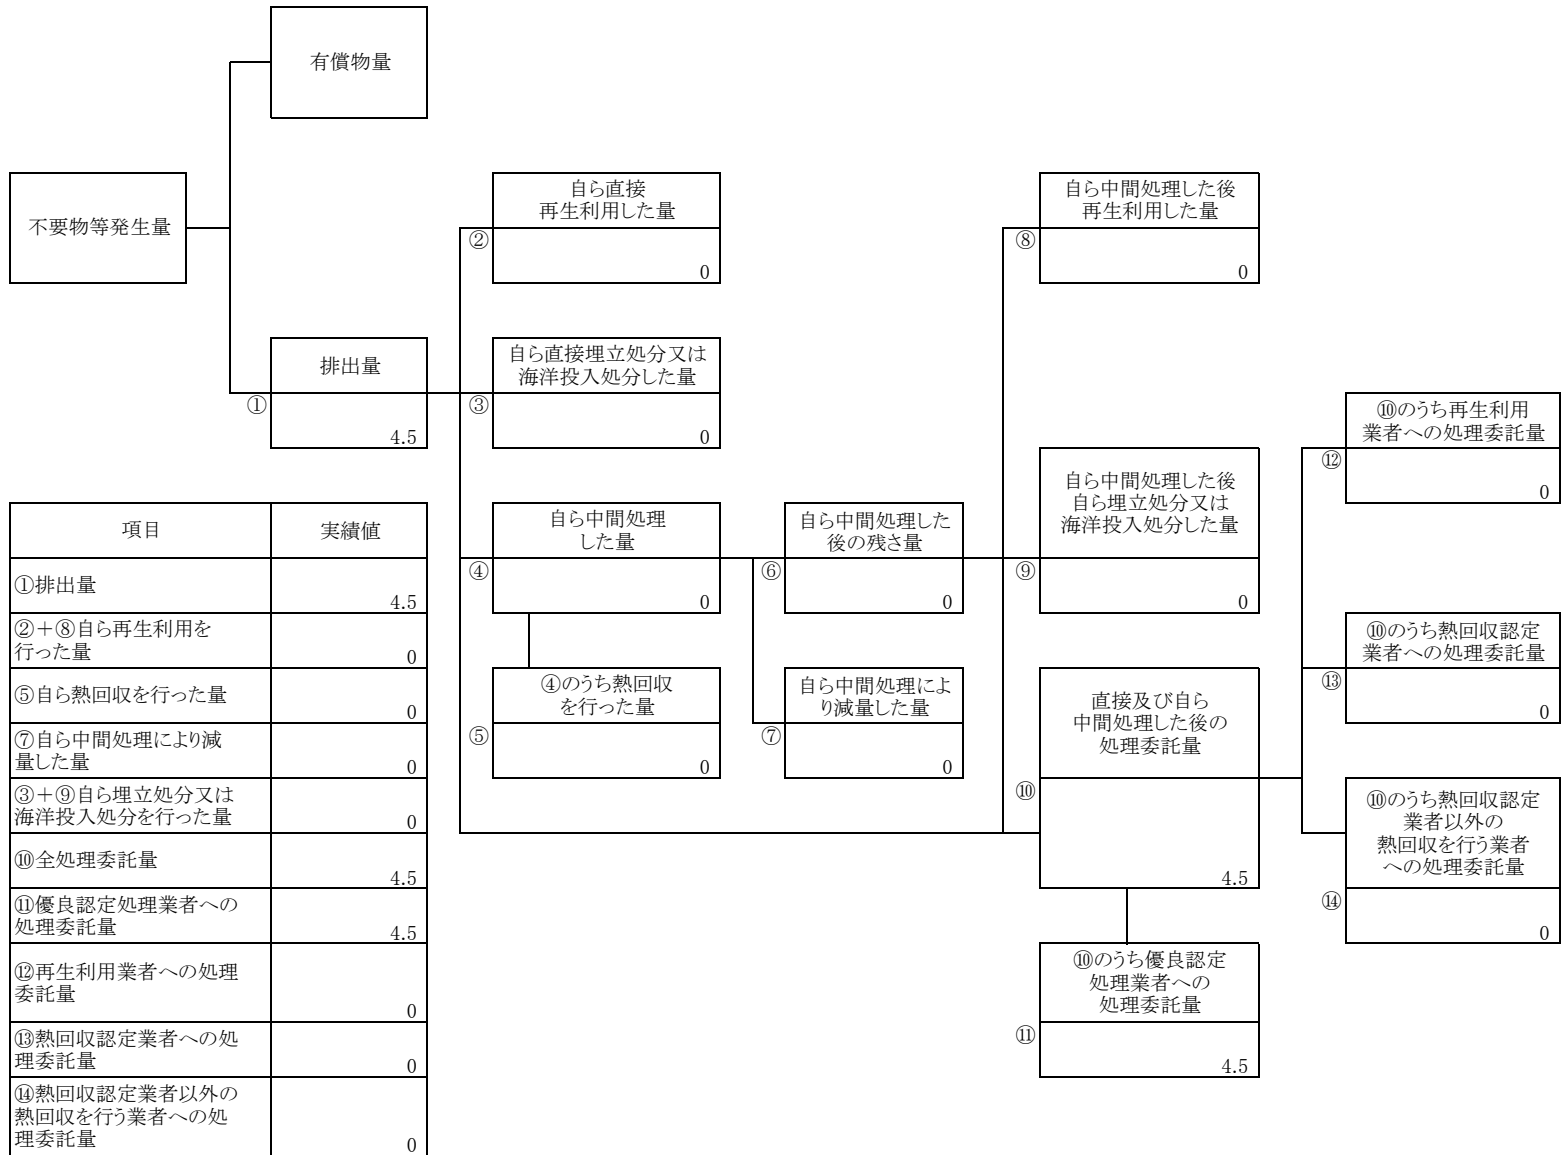 有償物量
不要物等発生量
自ら直接
再生利用した量
②
0
自ら中間処理した後
再生利用した量
⑧
0
排出量
①
4.5
自ら直接埋立処分又は
海洋投入処分した量
③
0
⑩のうち再生利用
業者への処理委託量
⑫
0
自ら中間処理
した量
④
0
自ら中間処理した
後の残さ量
⑥
0
自ら中間処理した後
自ら埋立処分又は
海洋投入処分した量
⑨
0
⑩のうち熱回収認定
業者への処理委託量
⑬
0
④のうち熱回収
を行った量
⑤
0
自ら中間処理によ
り減量した量
⑦
0
直接及び自ら
中間処理した後の
処理委託量
⑩
4.5
⑩のうち熱回収認定
業者以外の
熱回収を行う業者
への処理委託量
⑭
0
⑩のうち優良認定
処理業者への
処理委託量
⑪
4.5
項目 実績値
①排出量
4.5
②+⑧自ら再生利用を
行った量
0
⑤自ら熱回収を行った量
0
⑦自ら中間処理により減
量した量
0
③+⑨自ら埋立処分又は
海洋投入処分を行った量
0
⑩全処理委託量
4.5
⑪優良認定処理業者への
処理委託量
4.5
⑫再生利用業者への処理
委託量
0
⑬熱回収認定業者への処
理委託量
0
⑭熱回収認定業者以外の
熱回収を行う業者への処
理委託量
0